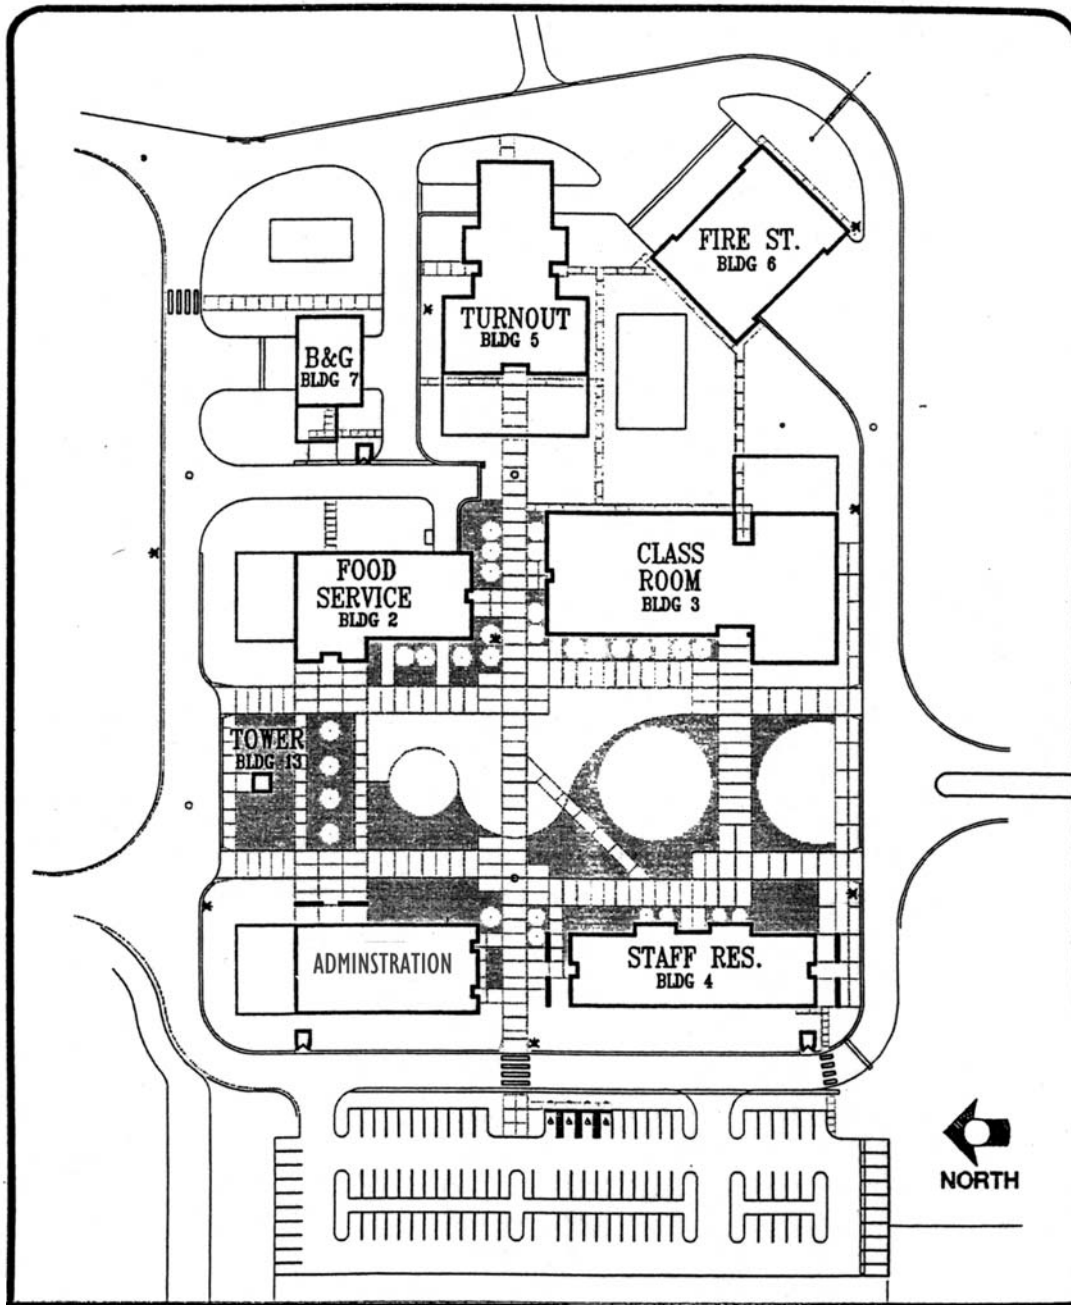 FIRE ST.
BLDG 6
TURNOUT
BLDG 5
B&G
BLDG 7
FOOD
SERVICE
BLDG 2
CLASS
ROOM
BLDG 3
TOWER
BLDG 13
ADMINSTRATION
STAFF RES.
BLDG 4
NORTH